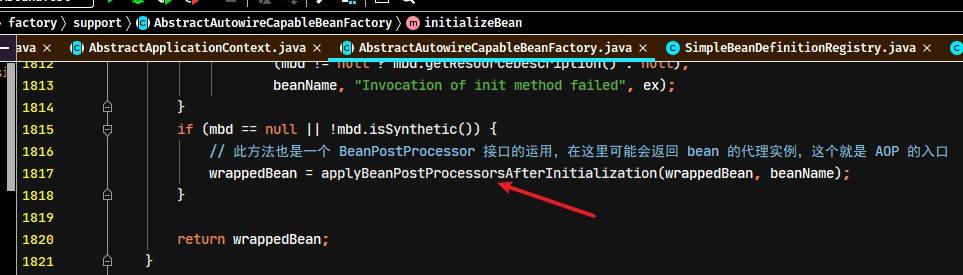 factory support AbstractAutowireCapableBeanFactory initializeBean
ava AbstractApplicationContext.java AbstractAutowireCapableBeanFactory.java SimpleBeanDefinitionRegistry.java
1812 (mbd != null ? mbd.getResourceDescription() : null),
1813 beanName, "Invocation of init method failed", ex);
1814 }
1815 if (mbd == null || !mbd.isSynthetic()) {
1816 // 此方法也是一个 BeanPostProcessor 接口的运用，在这里可能会返回 bean 的代理实例，这个就是 AOP 的入口
1817 wrappedBean = applyBeanPostProcessorsAfterInitialization(wrappedBean, beanName);
1818 }
1819
1820 return wrappedBean;
1821 }